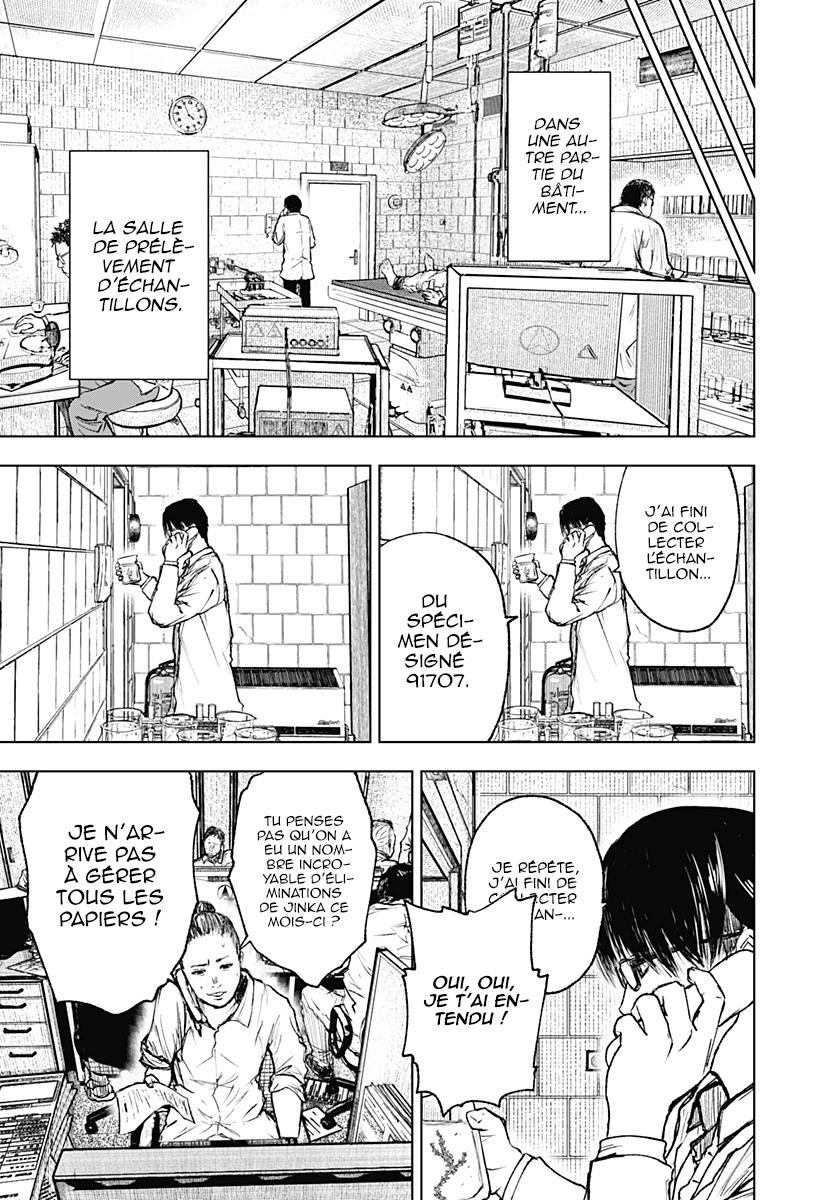 DANS
UNE AU-
TRE PAR-
TIE DU
BÂTI-
MENT...
LA SALLE
DE PRÉLÈ-
VEMENT
D'ÉCHAN-
TILLONS.
J'AI FINI
DE COL-
LECTER
L'ÉCHAN-
TILLON...
DU
SPÉCI-
MEN DÉ-
SIGNÉ
91707.
JE RÉPÈTE,
J'AI FINI DE
COLLECTER
OUI, OUI,
JE T'AI EN-
TENDU !
TU PENSES
PAS QU'ON A
EU UN NOM-
BRE INCRO-
YABLE D'ÉLI-
MINATIONS
DE JINKA CE
MOIS-CI ?
JE N'AR-
RIVE PAS
À GÉRER
TOUS LES
PAPIERS !